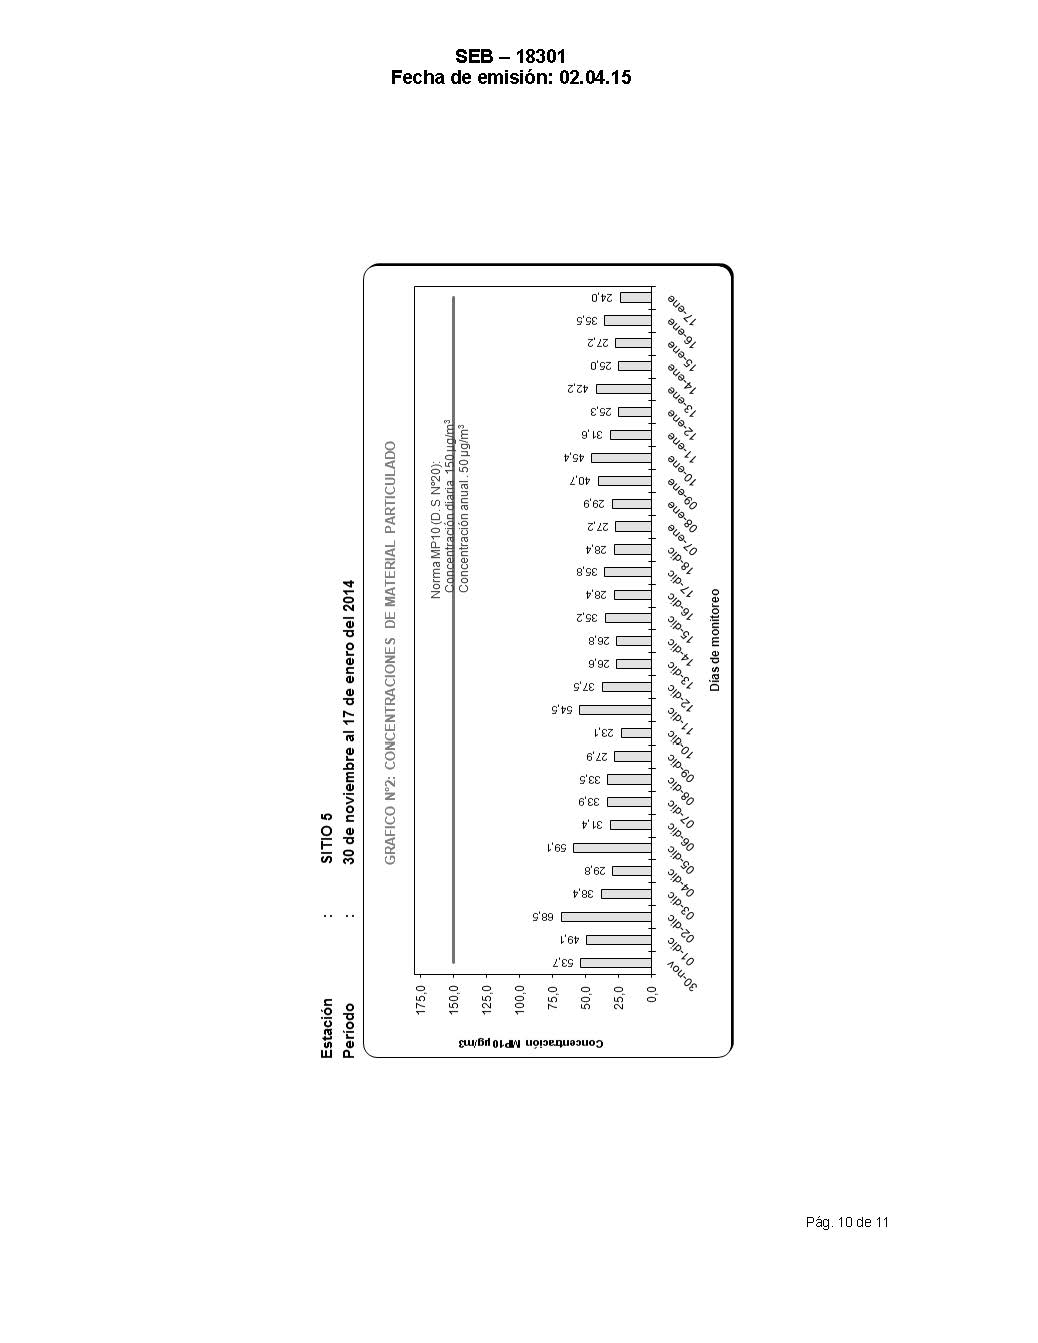 SEB – 18301
Fecha de emisión: 02.04.15
Estación : SITIO 5
Período : 30 de noviembre al 17 de enero del 2014
GRAFICO Nº2: CONCENTRACIONES DE MATERIAL PARTICULADO
Norma MP10 (D.S Nº20):
Concentración diaria. 150 µg/m³
Concentración anual. 50 µg/m³
Concentración MP10 µg/m3
175,0
150,0
125,0
100,0
75,0
50,0
25,0
0,0
53,7
49,1
68,5
38,4
29,8
59,1
31,4
33,9
33,5
27,9
23,1
54,5
37,5
26,6
26,8
35,2
28,4
35,8
28,4
27,2
29,9
40,7
45,4
31,6
25,3
42,2
25,0
27,2
35,5
24,0
30-nov
01-dic
02-dic
03-dic
04-dic
05-dic
06-dic
07-dic
08-dic
09-dic
10-dic
11-dic
12-dic
13-dic
14-dic
15-dic
16-dic
17-dic
18-dic
07-ene
08-ene
09-ene
10-ene
11-ene
12-ene
13-ene
14-ene
15-ene
16-ene
17-ene
Días de monitoreo
Pág. 10 de 11